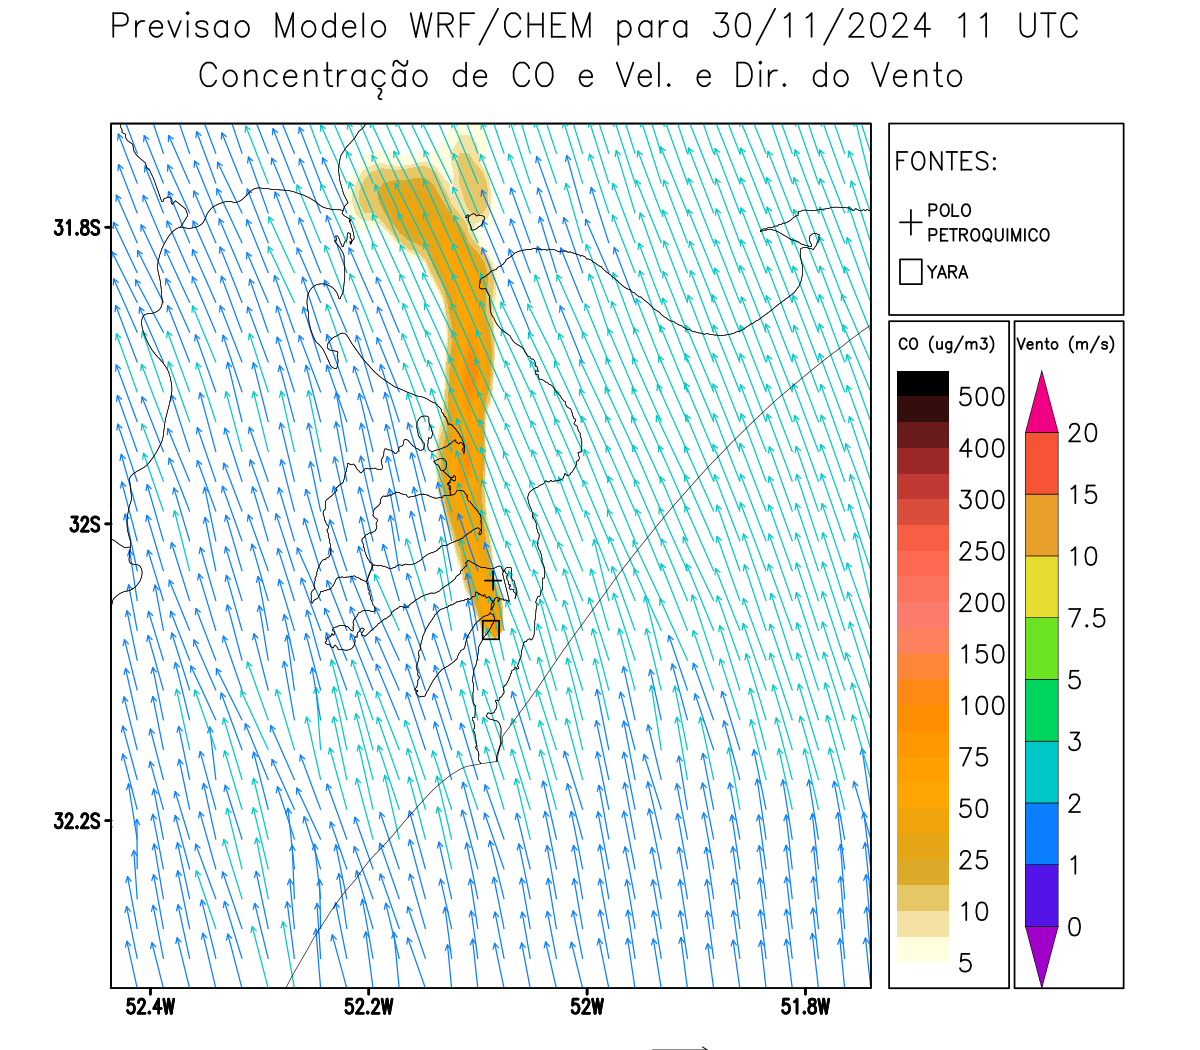 Previsao Modelo WRF/CHEM para 30/11/2024 11 UTC
Concentração de CO e Vel. e Dir. do Vento
FONTES:
POLO
PETROQUIMICO
YARA
CO (ug/m3)
500
400
300
250
200
150
100
75
50
25
10
5
Vento (m/s)
20
15
10
7.5
5
3
2
1
0
31.8S
32S
32.2S
52.4W
52.2W
52W
51.8W